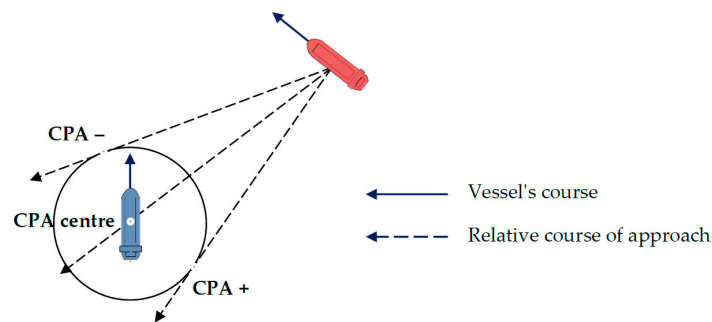 CPA –
CPA centre
CPA +
Vessel's course
Relative course of approach